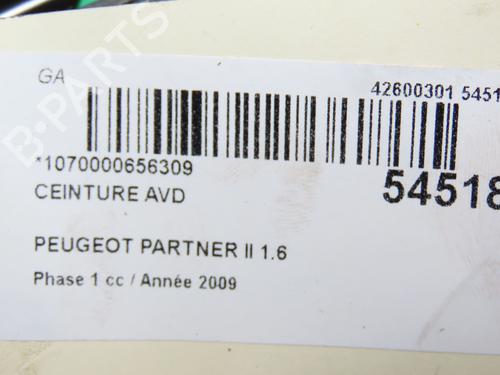 GA
42600301 5451
*1070000656309
54518
CEINTURE AVD
PEUGEOT PARTNER II 1.6
Phase 1 cc / Année 2009
B-PARTS